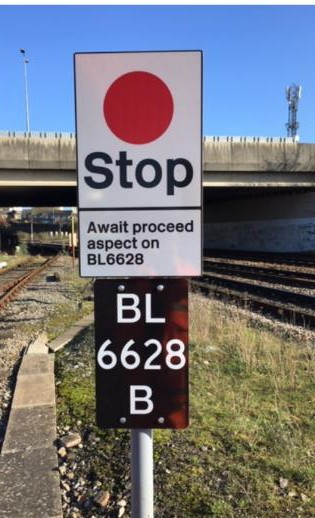 Stop
Await proceed
aspect on
BL6628
BL
6628
B